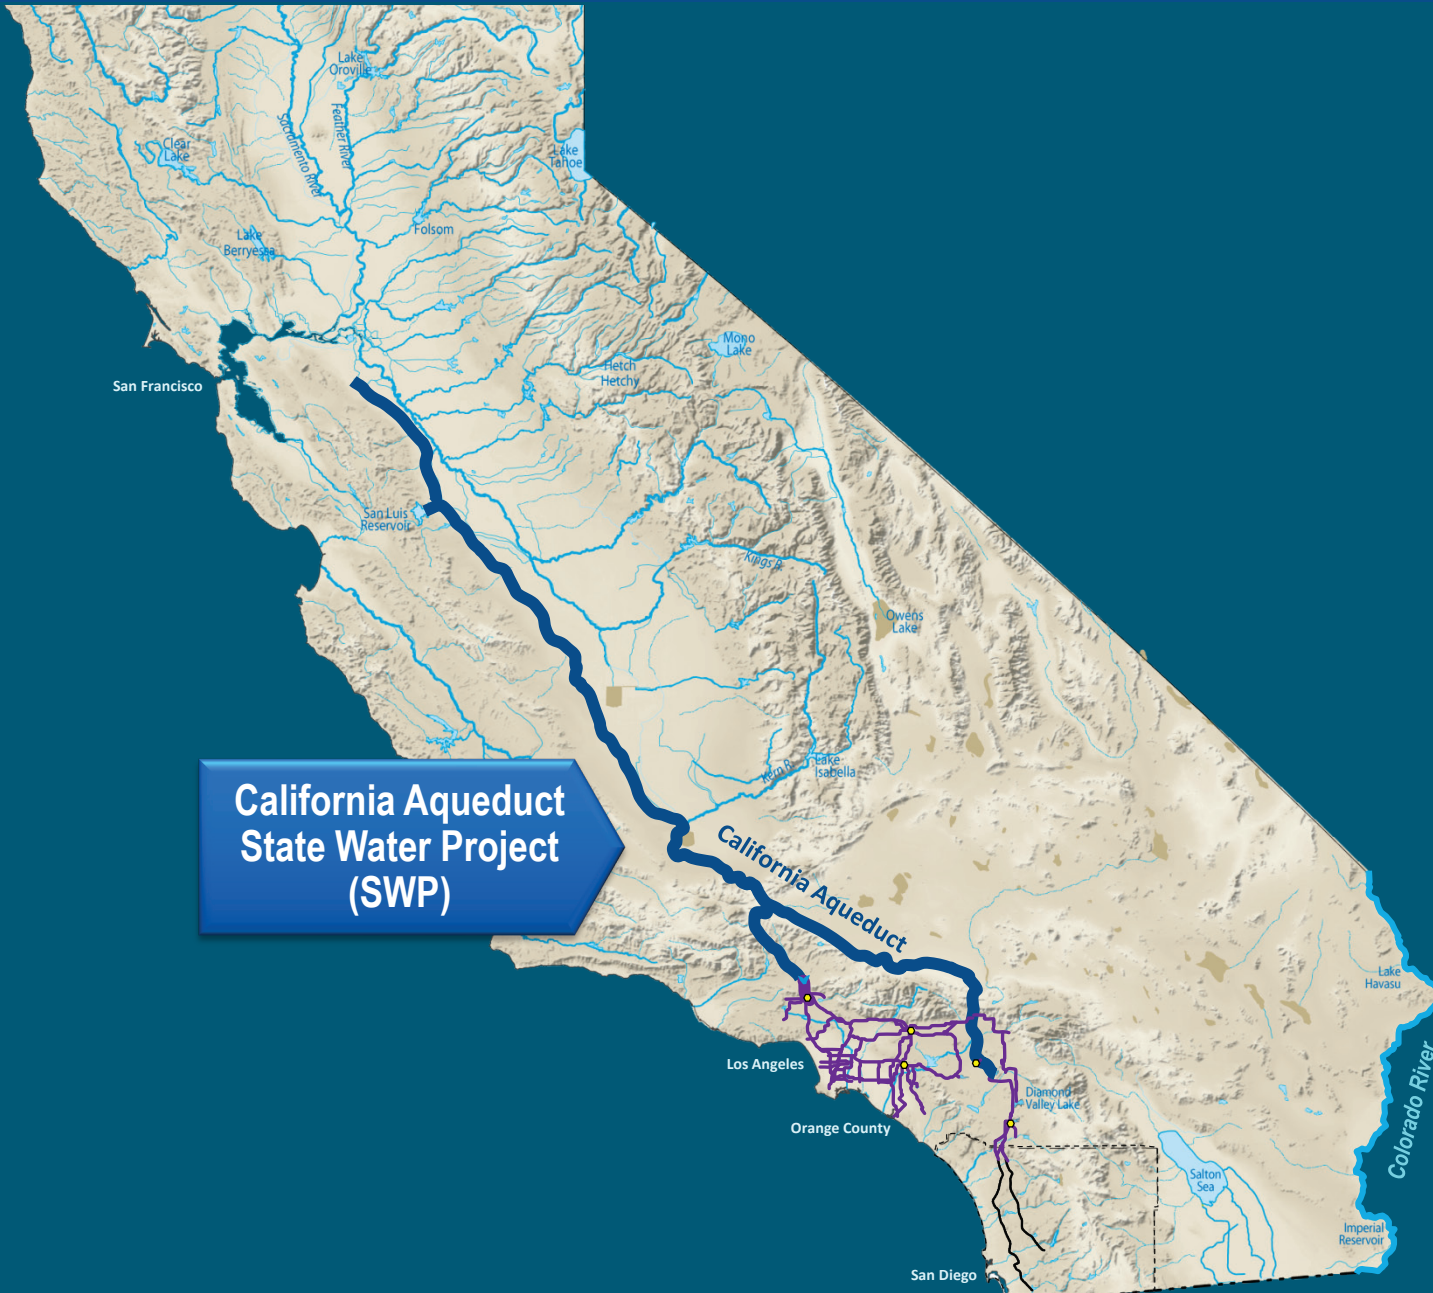 Lake
Oroville
Sacramento River
Feather River
Clear
Lake
Lake
Tahoe
Lake
Berryessa
Folsom
San Francisco
Mono
Lake
Hetch
Hetchy
San Luis
Reservoir
Kings R.
Owens
Lake
Kern R.
Lake
Isabella
California Aqueduct
State Water Project
(SWP)
California Aqueduct
Lake
Havasu
Los Angeles
Diamond
Valley Lake
Orange County
Colorado River
Salton
Sea
Imperial
Reservoir
San Diego